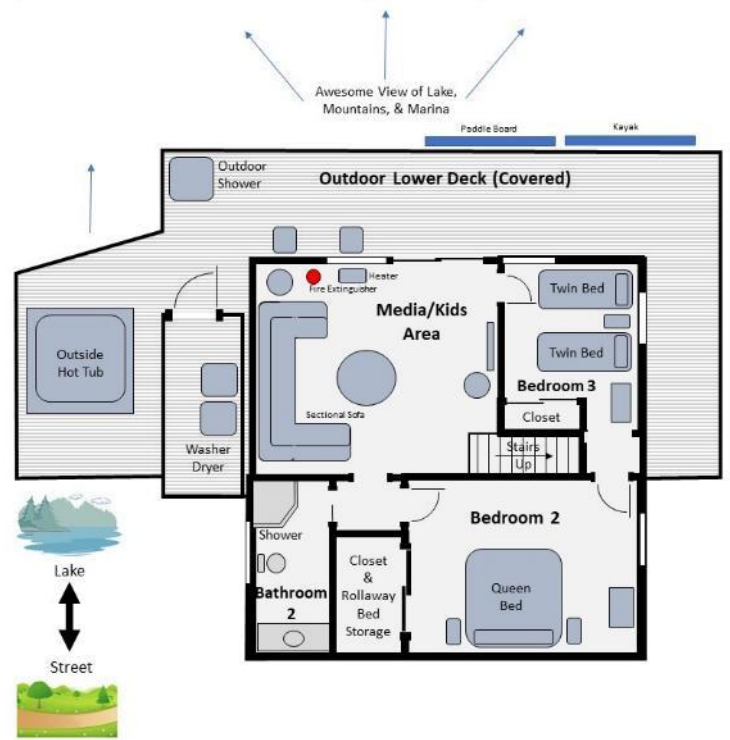 Awesome View of Lake,
Mountains, & Marina
Paddle Board
Kayak
Outdoor
Shower
Outdoor Lower Deck (Covered)
Heater
Fire Extinguisher
Media/Kids
Area
Twin Bed
Twin Bed
Bedroom 3
Closet
Outside
Hot Tub
Sectional Sofa
Washer
Dryer
Stairs
Up
Bedroom 2
Shower
Bathroom
2
Closet
&
Rollaway
Bed
Storage
Queen
Bed
Lake
Street